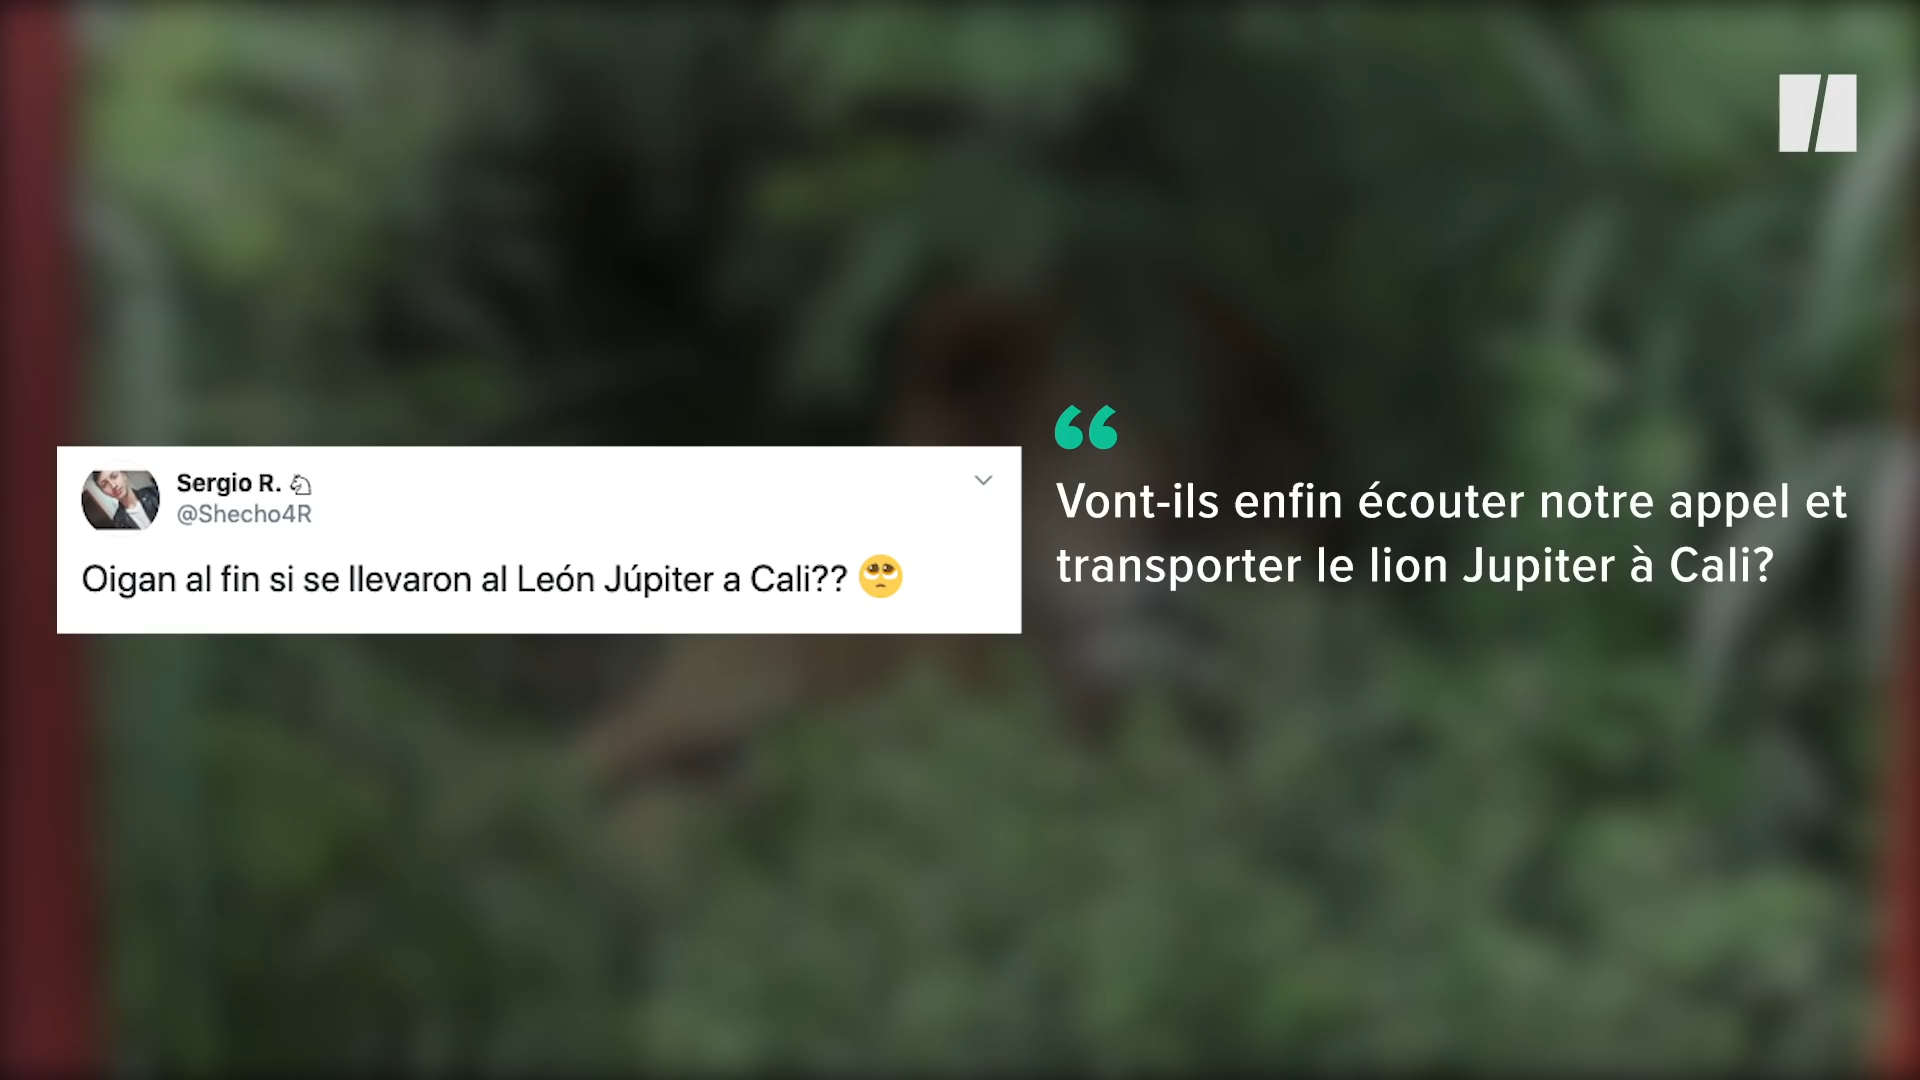 Sergio R.
@Shecho4R
Oigan al fin si se llevaron al León Júpiter a Cali?? 🥺
“
Vont-ils enfin écouter notre appel et
transporter le lion Jupiter à Cali?